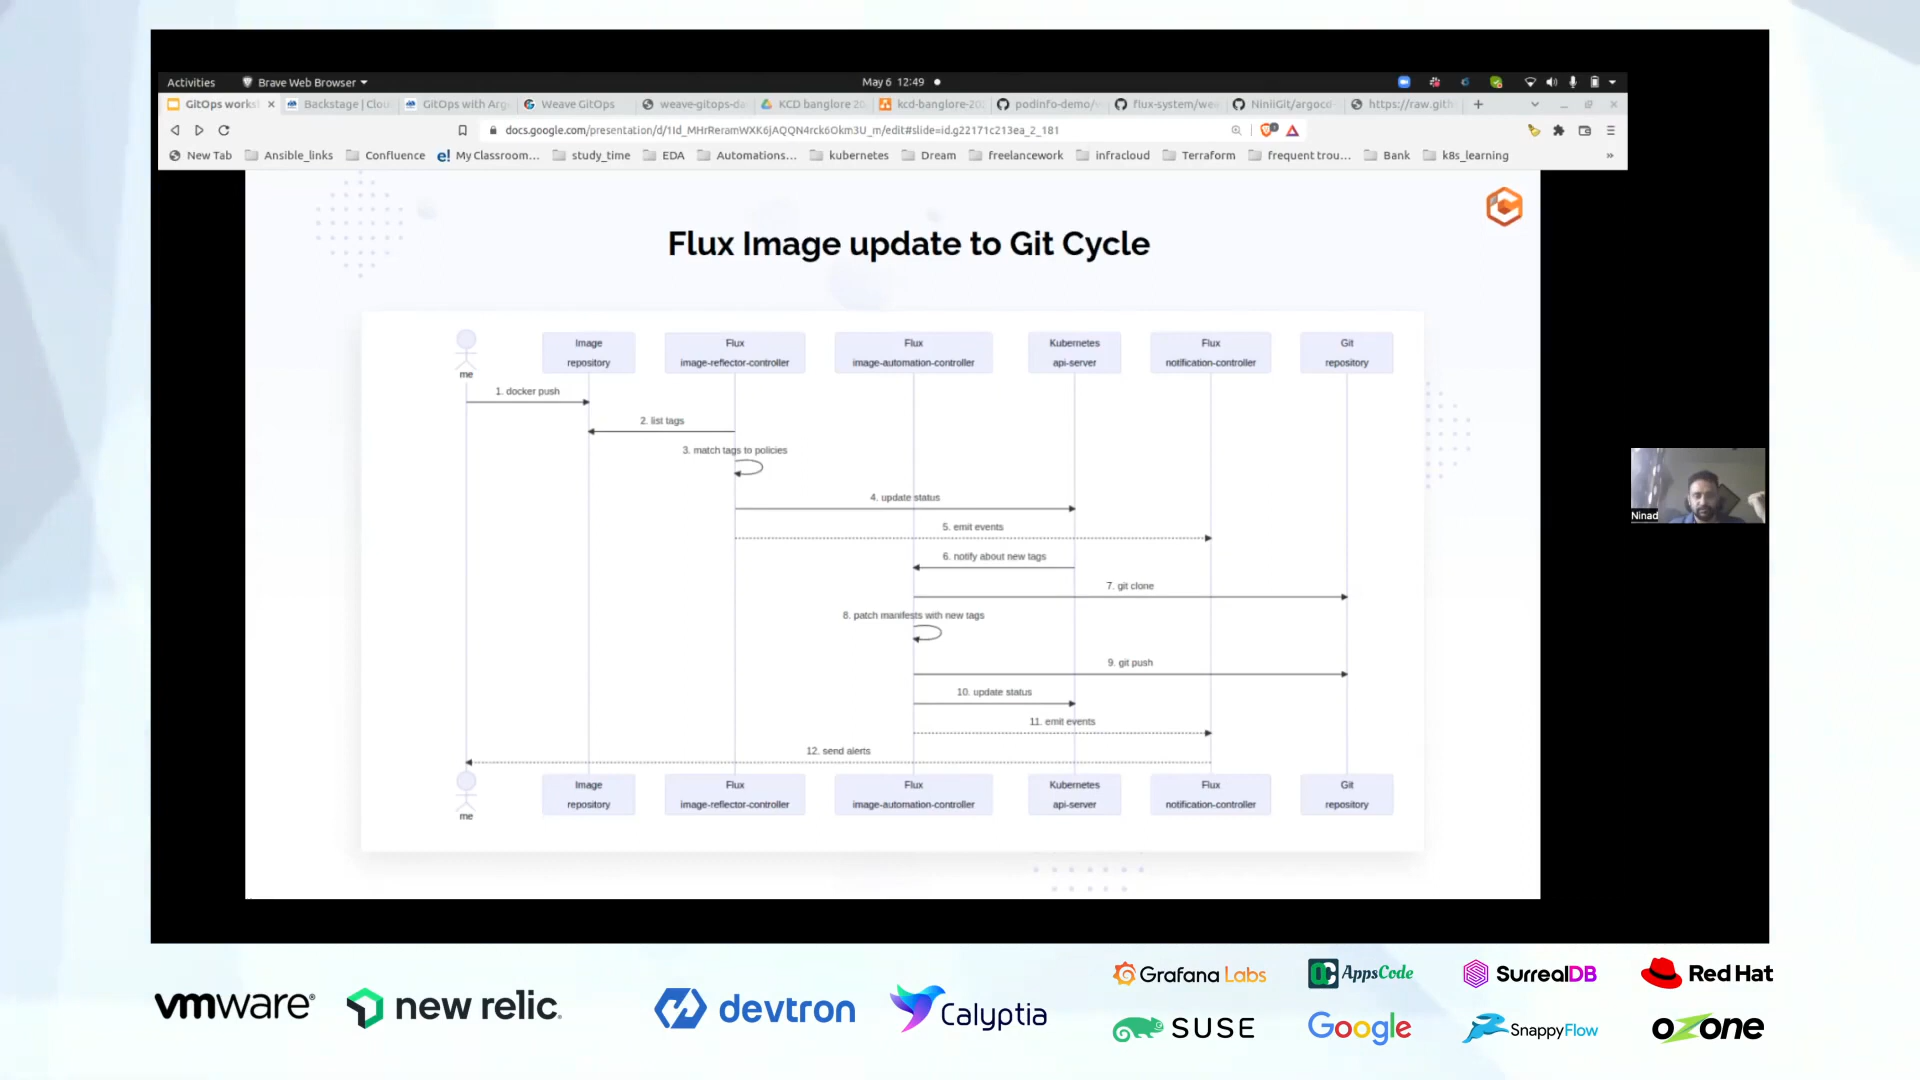 Activities
Brave Web Browser
May 6 12:49
GitOps works
Backstage | Clou
GitOps with Arg
Weave GitOps
weave-gitops-da
KCD banglore 20
kcd-banglore-202
podinfo-demo/
flux-system/wee
NiniiGit/argocd-
https://raw.gith
docs.google.com/presentation/d/1Id_MHrReramWXK6jAQQN4rck6Okm3U_m/edit#slide=id.g22171c213ea_2_181
New Tab
Ansible_links
Confluence
e! My Classroom...
study_time
EDA
Automations...
kubernetes
Dream
freelancework
infracloud
Terraform
frequent trou...
Bank
k8s_learning
»
Flux Image update to Git Cycle
me
Image
repository
Flux
image-reflector-controller
Flux
image-automation-controller
Kubernetes
api-server
Flux
notification-controller
Git
repository
1. docker push
2. list tags
3. match tags to policies
4. update status
5. emit events
6. notify about new tags
7. git clone
8. patch manifests with new tags
9. git push
10. update status
11. emit events
12. send alerts
me
Image
repository
Flux
image-reflector-controller
Flux
image-automation-controller
Kubernetes
api-server
Flux
notification-controller
Git
repository
Ninad
vmware®
new relic.
devtron
Calyptia
Grafana Labs
AppsCode
SurrealDB
Red Hat
SUSE
Google
SnappyFlow
ozone